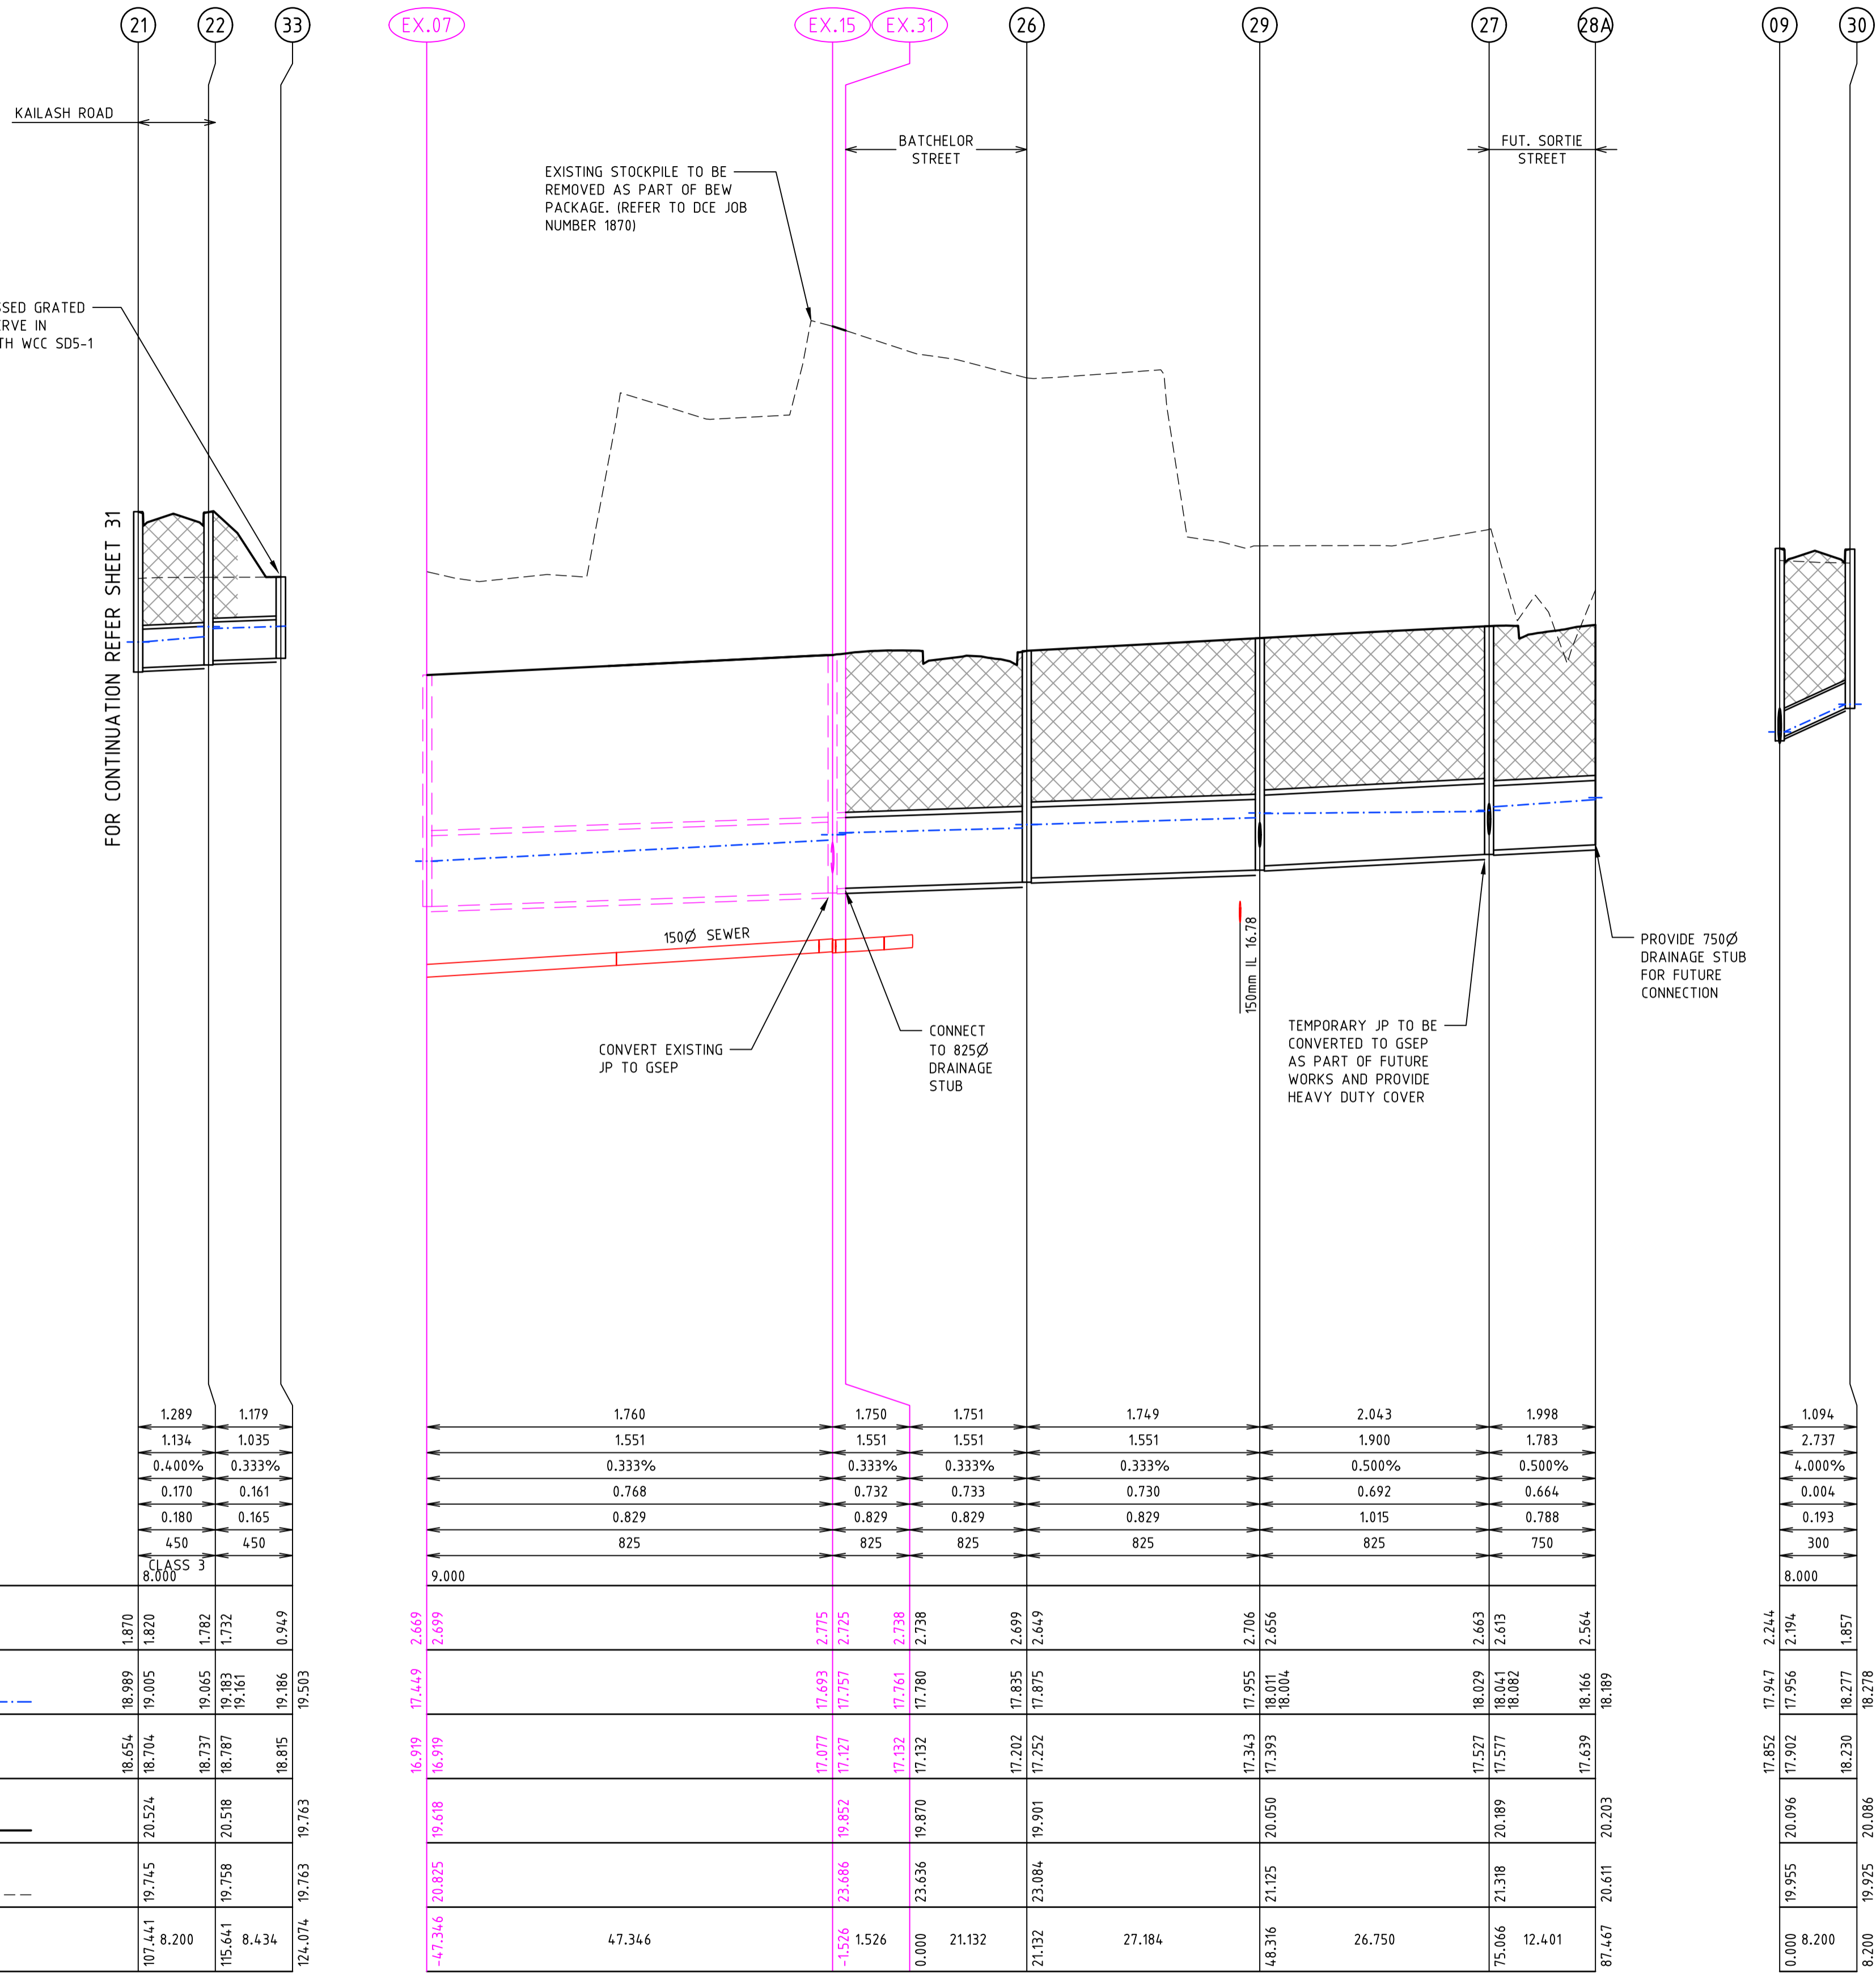 21 22 33 EX.07 EX.15 EX.31 26 29 27 28A 09 30
KAILASH ROAD
BATCHELOR
STREET
FUT. SORTIE
STREET
EXISTING STOCKPILE TO BE
REMOVED AS PART OF BEW
PACKAGE. (REFER TO DCE JOB
NUMBER 1870)
SSED GRATED
ERVE IN
TH WCC SD5-1
FOR CONTINUATION REFER SHEET 31
150Ø SEWER
150mm IL 16.78
PROVIDE 750Ø
DRAINAGE STUB
FOR FUTURE
CONNECTION
CONVERT EXISTING
JP TO GSEP
CONNECT
TO 825Ø
DRAINAGE
STUB
TEMPORARY JP TO BE
CONVERTED TO GSEP
AS PART OF FUTURE
WORKS AND PROVIDE
HEAVY DUTY COVER
1.289 1.179 1.760 1.750 1.751 1.749 2.043 1.998 1.094
1.134 1.035 1.551 1.551 1.551 1.551 1.900 1.783 2.737
0.400% 0.333% 0.333% 0.333% 0.333% 0.333% 0.500% 0.500% 4.000%
0.170 0.161 0.768 0.732 0.733 0.730 0.692 0.664 0.004
0.180 0.165 0.829 0.829 0.829 0.829 1.015 0.788 0.193
450 450 825 825 825 825 825 750 300
CLASS 3
8.000 9.000 8.000
1.870 1.820 1.782 1.732 0.949 2.669 2.699 2.775 2.725 2.738 2.738 2.699 2.649 2.706 2.656 2.663 2.613 2.564 2.244 2.194 1.857
18.989 19.005 19.065 19.183 19.161 19.186 19.503 17.449 17.693 17.757 17.761 17.780 17.835 17.875 17.955 18.011 18.004 18.029 18.041 18.082 18.166 18.189 17.947 17.956 18.277 18.278
18.654 18.704 18.737 18.787 18.815 16.919 16.919 17.077 17.127 17.132 17.132 17.202 17.252 17.343 17.393 17.527 17.577 17.639 17.852 17.902 18.230
20.524 20.518 19.763 19.618 19.852 19.870 19.901 20.050 20.189 20.203 20.096 20.086
19.745 19.758 19.763 20.825 23.686 23.636 23.084 21.125 21.318 20.611 19.955 19.925
107.441 8.200 115.641 8.434 124.074 -47.346 47.346 -1.526 1.526 0.000 21.132 21.132 27.184 48.316 26.750 75.066 12.401 87.467 0.000 8.200 8.200